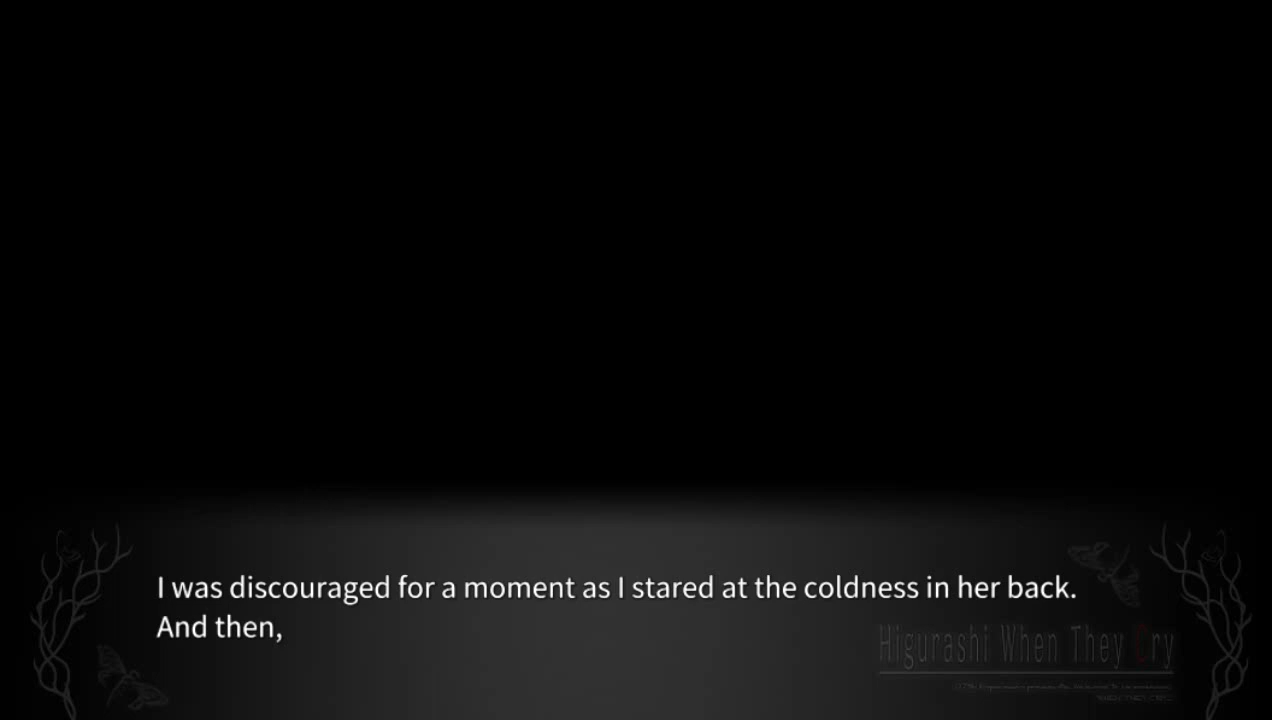 I was discouraged for a moment as I stared at the coldness in her back.
And then,
Higurashi When They Cry